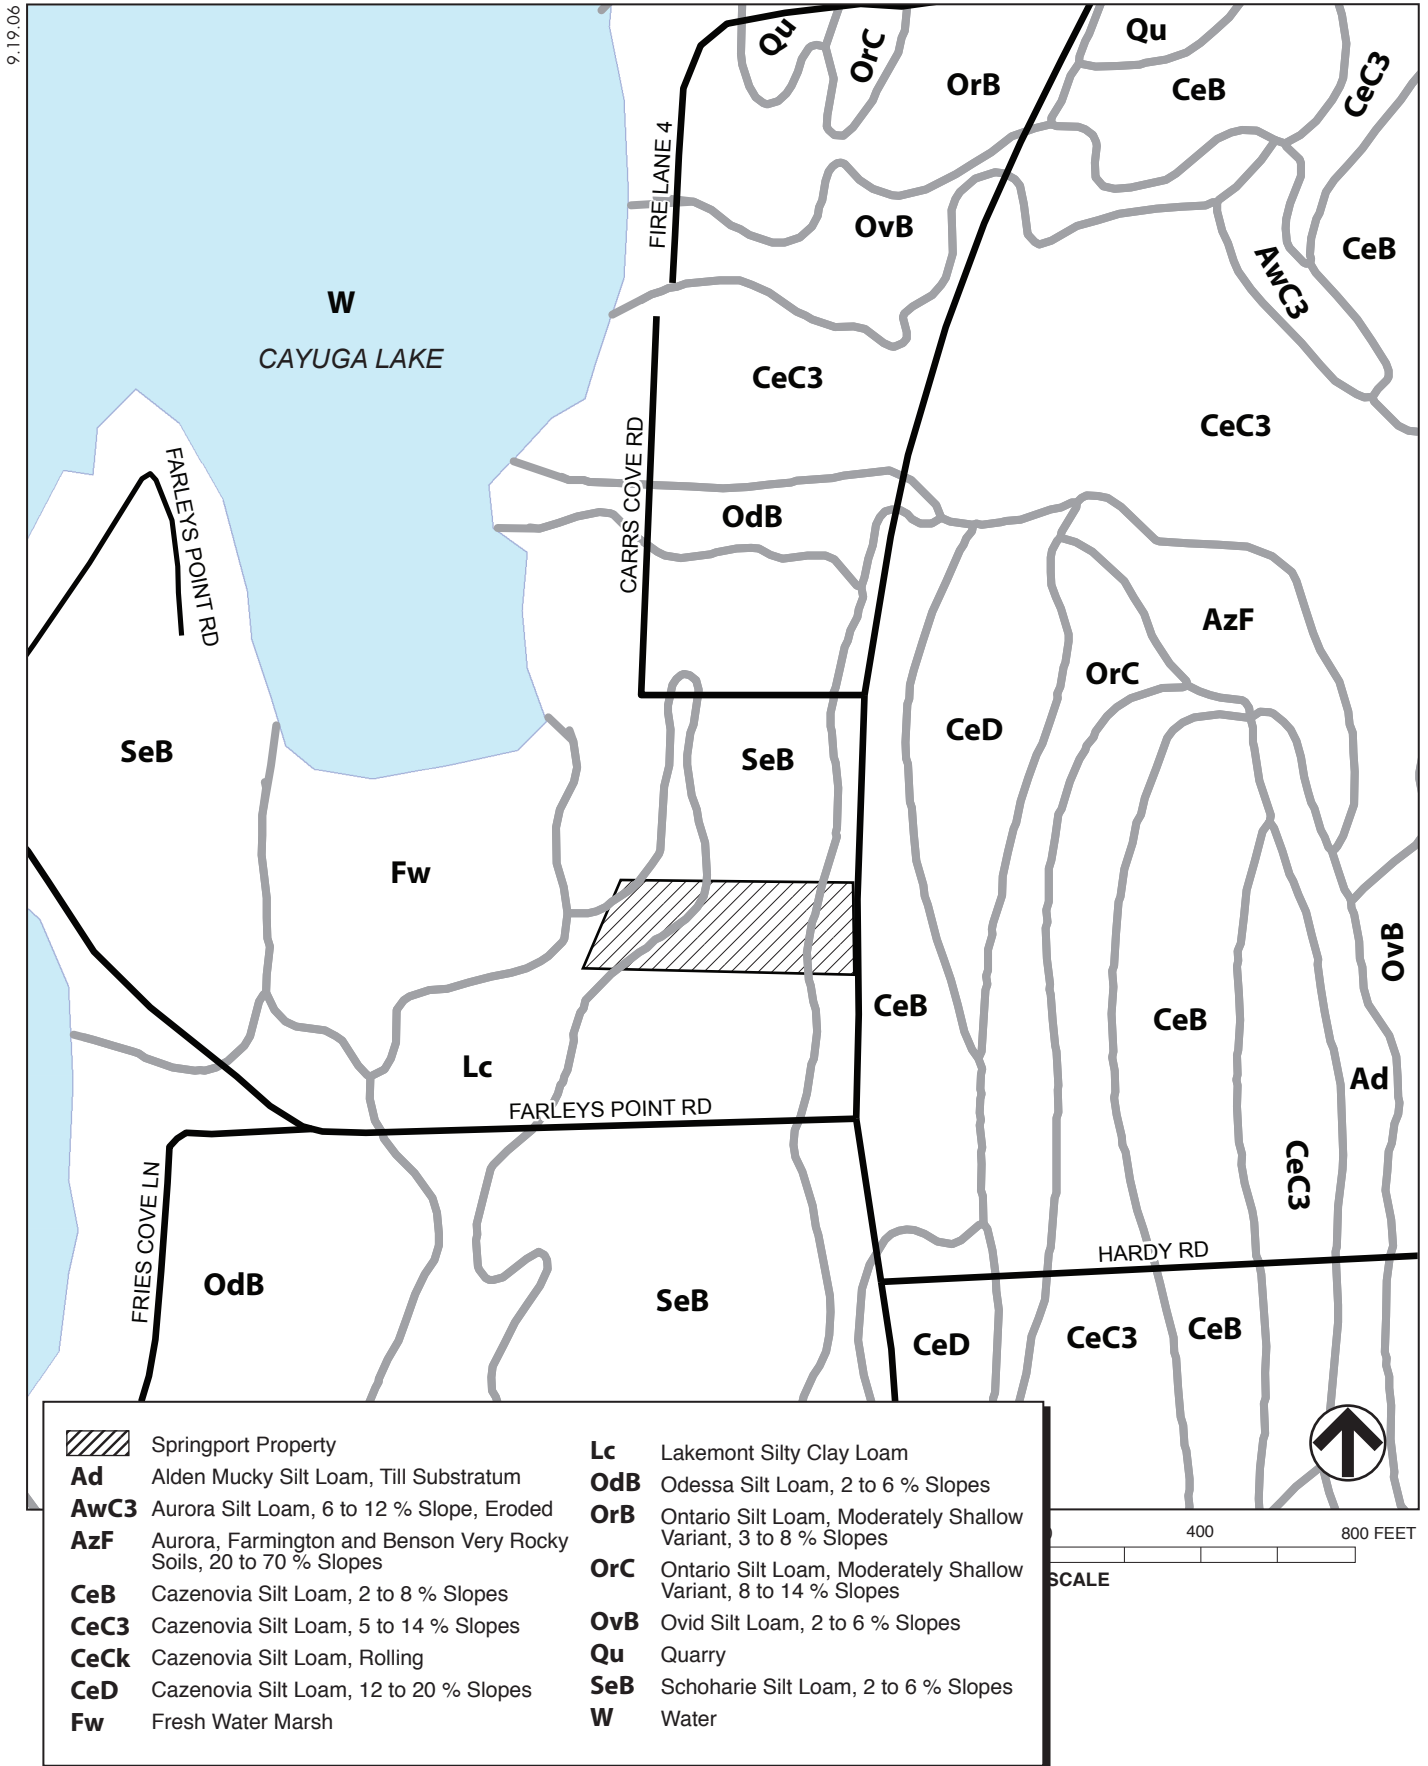 9.19.06
Qu
OrC
OrB
Qu
CeB
CeC3
FIRE LANE 4
OvB
CeB
AwC3
W
CAYUGA LAKE
CeC3
CeC3
CARRS COVE RD
FARLEYS POINT RD
OdB
AzF
OrC
CeD
SeB
SeB
Fw
OvB
CeB
CeB
Lc
Ad
FARLEYS POINT RD
CeC3
FRIES COVE LN
HARDY RD
OdB
SeB
CeD
CeC3
CeB
Springport Property
Ad Alden Mucky Silt Loam, Till Substratum
AwC3 Aurora Silt Loam, 6 to 12 % Slope, Eroded
AzF Aurora, Farmington and Benson Very Rocky
Soils, 20 to 70 % Slopes
CeB Cazenovia Silt Loam, 2 to 8 % Slopes
CeC3 Cazenovia Silt Loam, 5 to 14 % Slopes
CeCk Cazenovia Silt Loam, Rolling
CeD Cazenovia Silt Loam, 12 to 20 % Slopes
Fw Fresh Water Marsh
Lc Lakemont Silty Clay Loam
OdB Odessa Silt Loam, 2 to 6 % Slopes
OrB Ontario Silt Loam, Moderately Shallow
Variant, 3 to 8 % Slopes
OrC Ontario Silt Loam, Moderately Shallow
Variant, 8 to 14 % Slopes
OvB Ovid Silt Loam, 2 to 6 % Slopes
Qu Quarry
SeB Schoharie Silt Loam, 2 to 6 % Slopes
W Water
400 800 FEET
SCALE